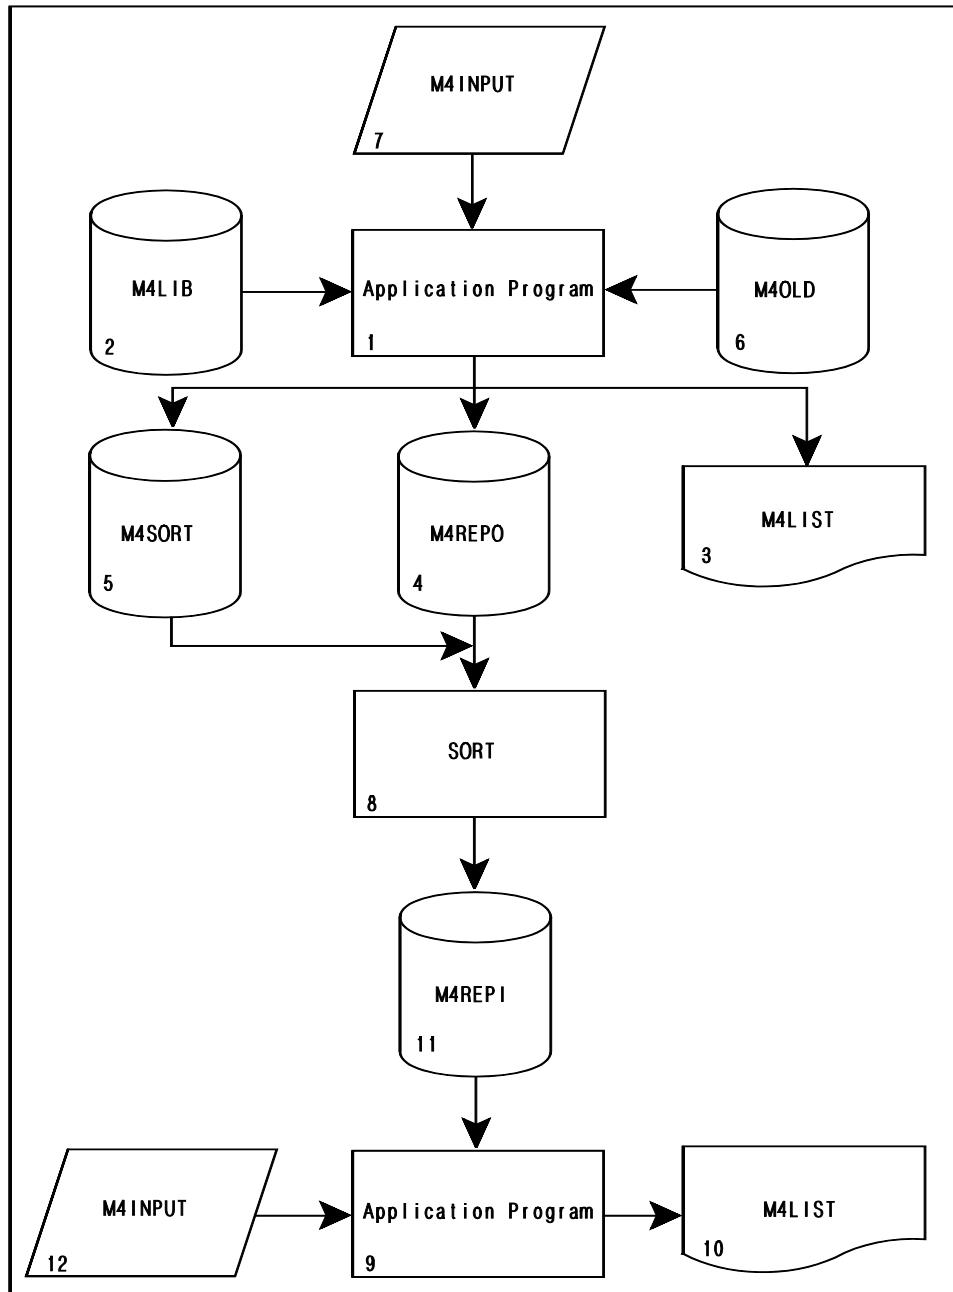 M4INPUT
7
M4LIB
2
Application Program
1
M4OLD
6
M4SORT
5
M4REPO
4
M4LIST
3
SORT
8
M4REPI
11
M4INPUT
12
Application Program
9
M4LIST
10